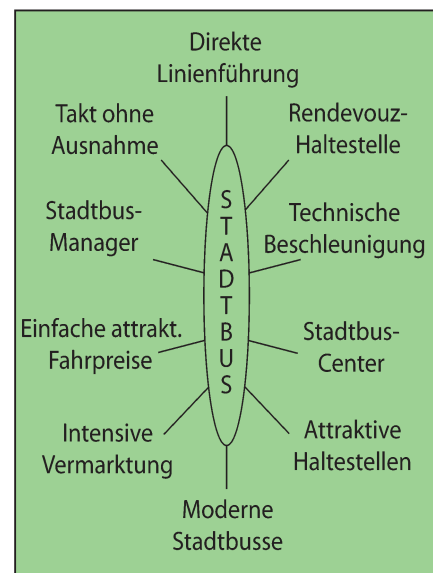 Direkte
Linienführung
Takt ohne
Ausnahme
Rendevouz-
Haltestelle
Stadtbus-
Manager
Technische
Beschleunigung
STADTBUS
Einfache attrakt.
Fahrpreise
Stadtbus-
Center
Intensive
Vermarktung
Attraktive
Haltestellen
Moderne
Stadtbusse